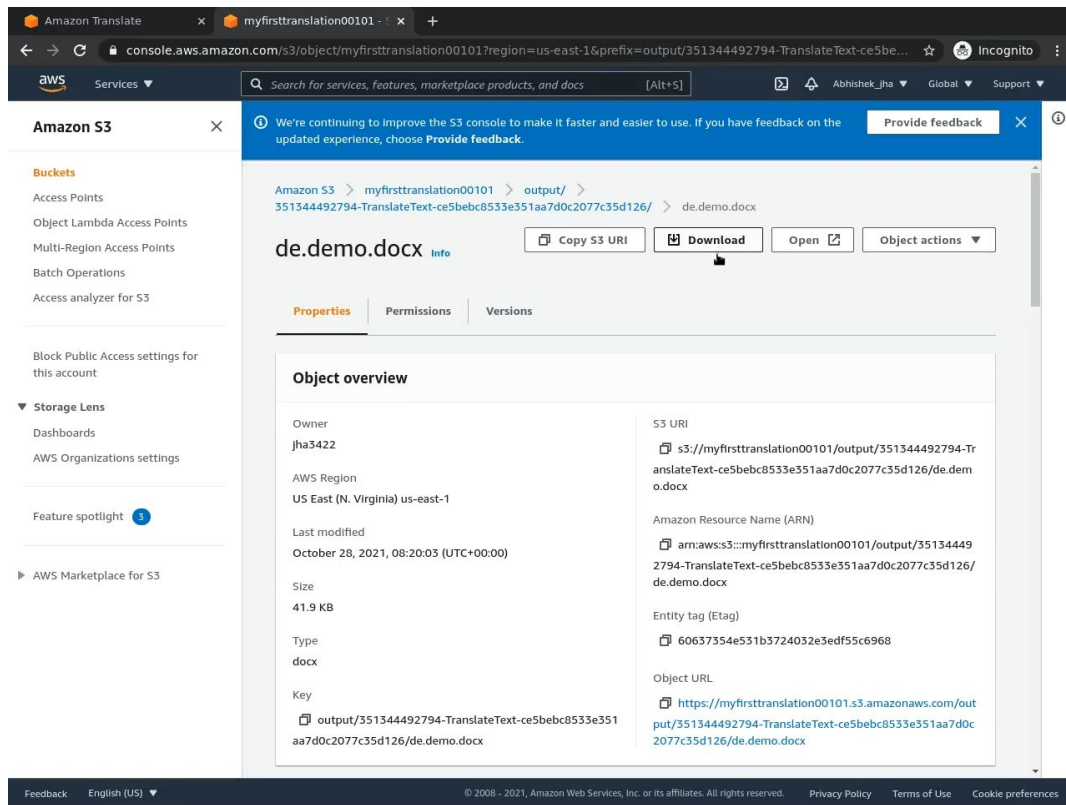 Amazon Translate
myfirsttranslation00101 - S
console.aws.amazon.com/s3/object/myfirsttranslation00101?region=us-east-1&prefix=output/351344492794-TranslateText-ce5be...
Incognito
aws
Services ▼
Search for services, features, marketplace products, and docs
[Alt+S]
Abhishek_jha ▼
Global ▼
Support ▼
Amazon S3
Buckets
Access Points
Object Lambda Access Points
Multi-Region Access Points
Batch Operations
Access analyzer for S3
Block Public Access settings for
this account
Storage Lens
Dashboards
AWS Organizations settings
Feature spotlight 3
AWS Marketplace for S3
We're continuing to improve the S3 console to make it faster and easier to use. If you have feedback on the
updated experience, choose Provide feedback.
Provide feedback
Amazon S3 > myfirsttranslation00101 > output/ >
351344492794-TranslateText-ce5bebc8533e351aa7d0c2077c35d126/ > de.demo.docx
de.demo.docx Info
Copy S3 URI
Download
Open
Object actions ▼
Properties
Permissions
Versions
Object overview
Owner
jha3422
AWS Region
US East (N. Virginia) us-east-1
Last modified
October 28, 2021, 08:20:03 (UTC+00:00)
Size
41.9 KB
Type
docx
Key
output/351344492794-TranslateText-ce5bebc8533e351
aa7d0c2077c35d126/de.demo.docx
S3 URI
s3://myfirsttranslation00101/output/351344492794-Tr
anslateText-ce5bebc8533e351aa7d0c2077c35d126/de.dem
o.docx
Amazon Resource Name (ARN)
arn:aws:s3:::myfirsttranslation00101/output/35134449
2794-TranslateText-ce5bebc8533e351aa7d0c2077c35d126/
de.demo.docx
Entity tag (Etag)
60637354e531b3724032e3edf55c6968
Object URL
https://myfirsttranslation00101.s3.amazonaws.com/out
put/351344492794-TranslateText-ce5bebc8533e351aa7d0c
2077c35d126/de.demo.docx
Feedback
English (US) ▼
© 2008 - 2021, Amazon Web Services, Inc. or its affiliates. All rights reserved.
Privacy Policy
Terms of Use
Cookie preferences